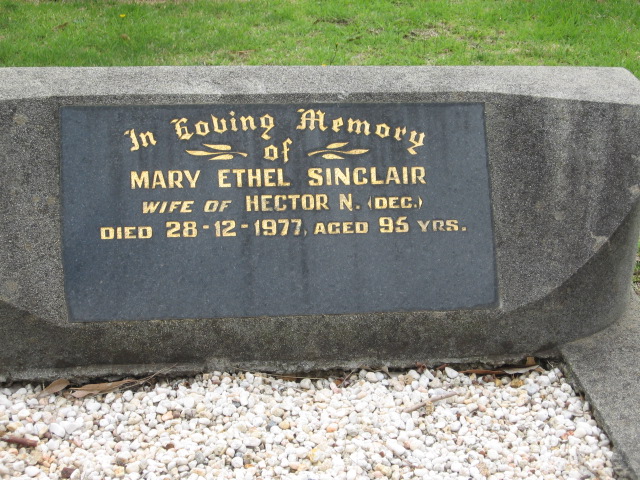 In Loving Memory
of
MARY ETHEL SINCLAIR
WIFE OF HECTOR N. (DEC.)
DIED 28-12-1977, AGED 95 YRS.